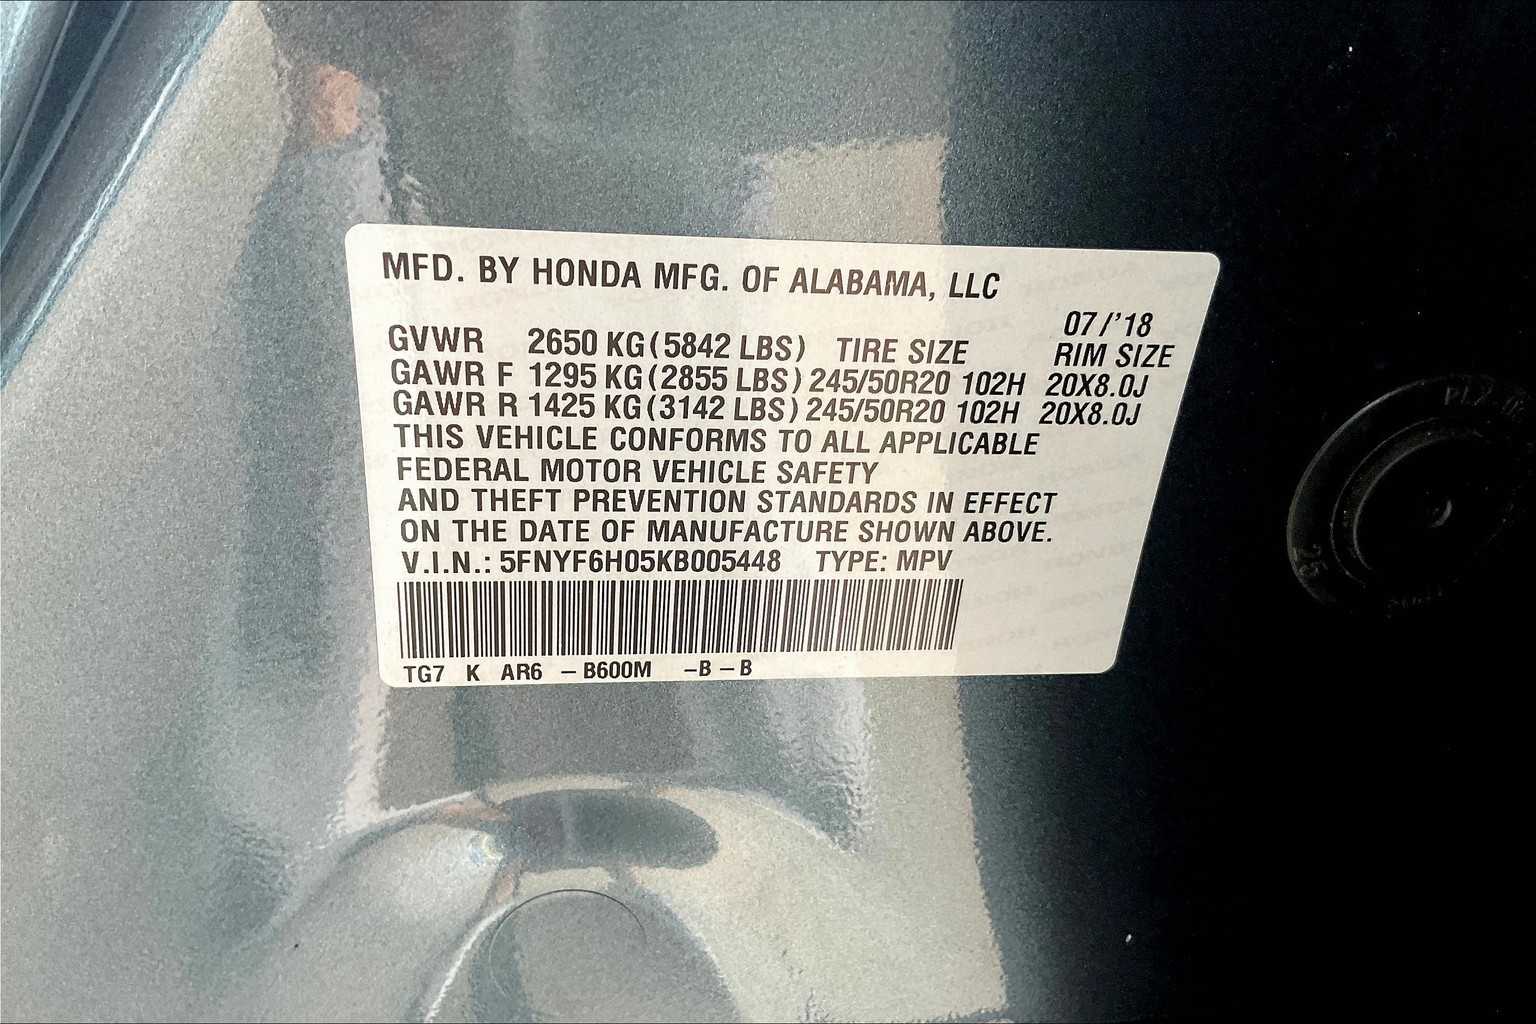 MFD. BY HONDA MFG. OF ALABAMA, LLC
07/'18
GVWR 2650 KG(5842 LBS) TIRE SIZE RIM SIZE
GAWR F 1295 KG(2855 LBS) 245/50R20 102H 20X8.0J
GAWR R 1425 KG(3142 LBS) 245/50R20 102H 20X8.0J
THIS VEHICLE CONFORMS TO ALL APPLICABLE
FEDERAL MOTOR VEHICLE SAFETY
AND THEFT PREVENTION STANDARDS IN EFFECT
ON THE DATE OF MANUFACTURE SHOWN ABOVE.
V.I.N.: 5FNYF6H05KB005448 TYPE: MPV
TG7 K AR6 –B600M –B–B
25